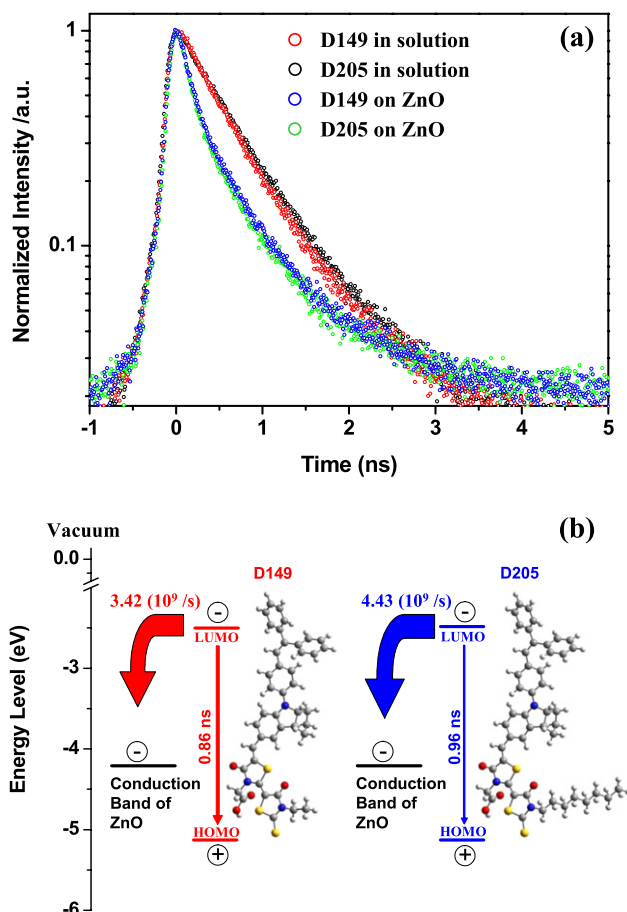 (a)
D149 in solution
D205 in solution
D149 on ZnO
D205 on ZnO
Normalized Intensity /a.u.
1
0.1
-1 0 1 2 3 4 5
Time (ns)
(b)
Vacuum
0.0
-3
-4
-5
-6
Energy Level (eV)
D149
3.42 (10⁹ /s)
-
LUMO
0.86 ns
-
Conduction
Band of
ZnO
HOMO
+
D205
4.43 (10⁹ /s)
-
LUMO
0.96 ns
-
Conduction
Band of
ZnO
HOMO
+